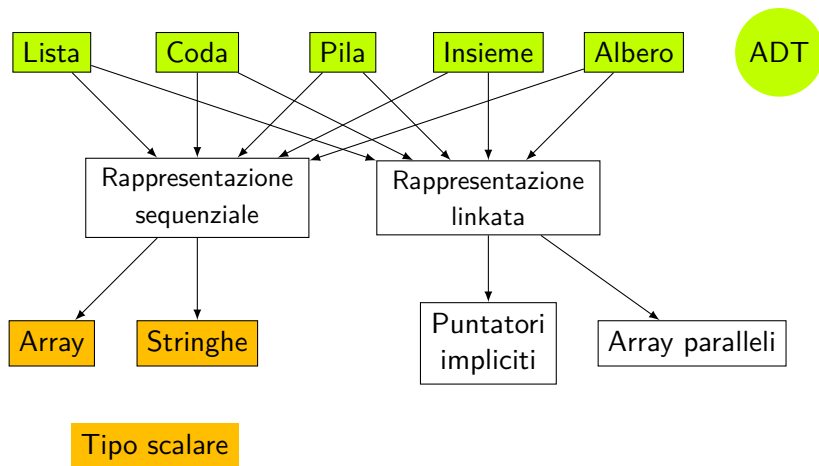 Lista
Coda
Pila
Insieme
Albero
ADT
Rappresentazione
sequenziale
Rappresentazione
linkata
Array
Stringhe
Puntatori
impliciti
Array paralleli
Tipo scalare